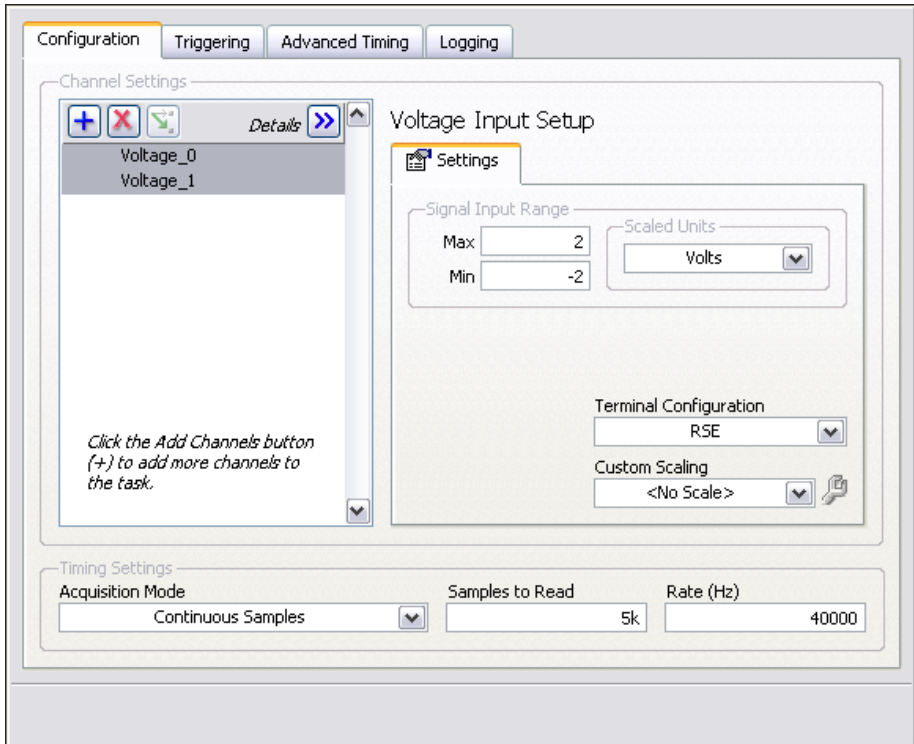 Configuration
Triggering
Advanced Timing
Logging
Channel Settings
Details
Voltage_0
Voltage_1
Click the Add Channels button
(+) to add more channels to
the task.
Voltage Input Setup
Settings
Signal Input Range
Max 2
Min -2
Scaled Units
Volts
Terminal Configuration
RSE
Custom Scaling
<No Scale>
Timing Settings
Acquisition Mode
Continuous Samples
Samples to Read
5k
Rate (Hz)
40000